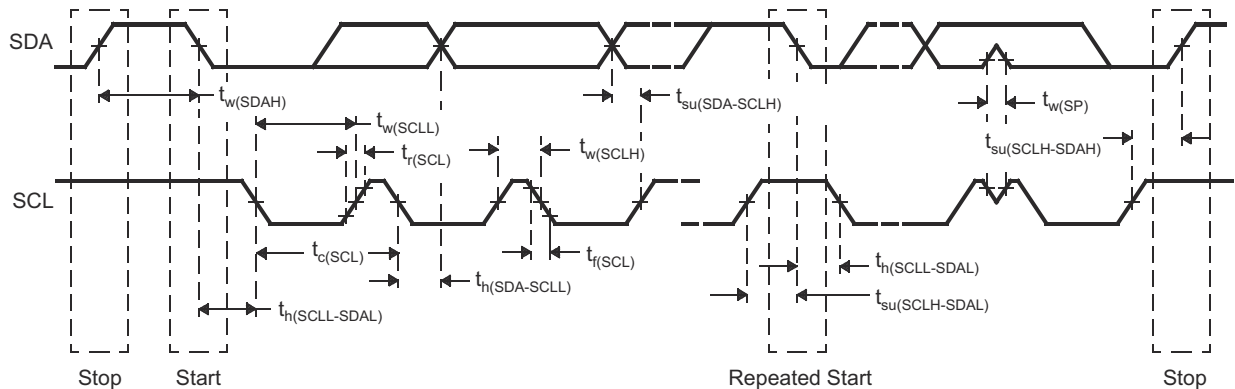 SDA
tw(SDAH)
tsu(SDA-SCLH)
tw(SP)
tw(SCLL)
tr(SCL)
tw(SCLH)
tsu(SCLH-SDAH)
SCL
tc(SCL)
tf(SCL)
th(SCLL-SDAL)
th(SDA-SCLL)
tsu(SCLH-SDAL)
th(SCLL-SDAL)
Stop
Start
Repeated Start
Stop